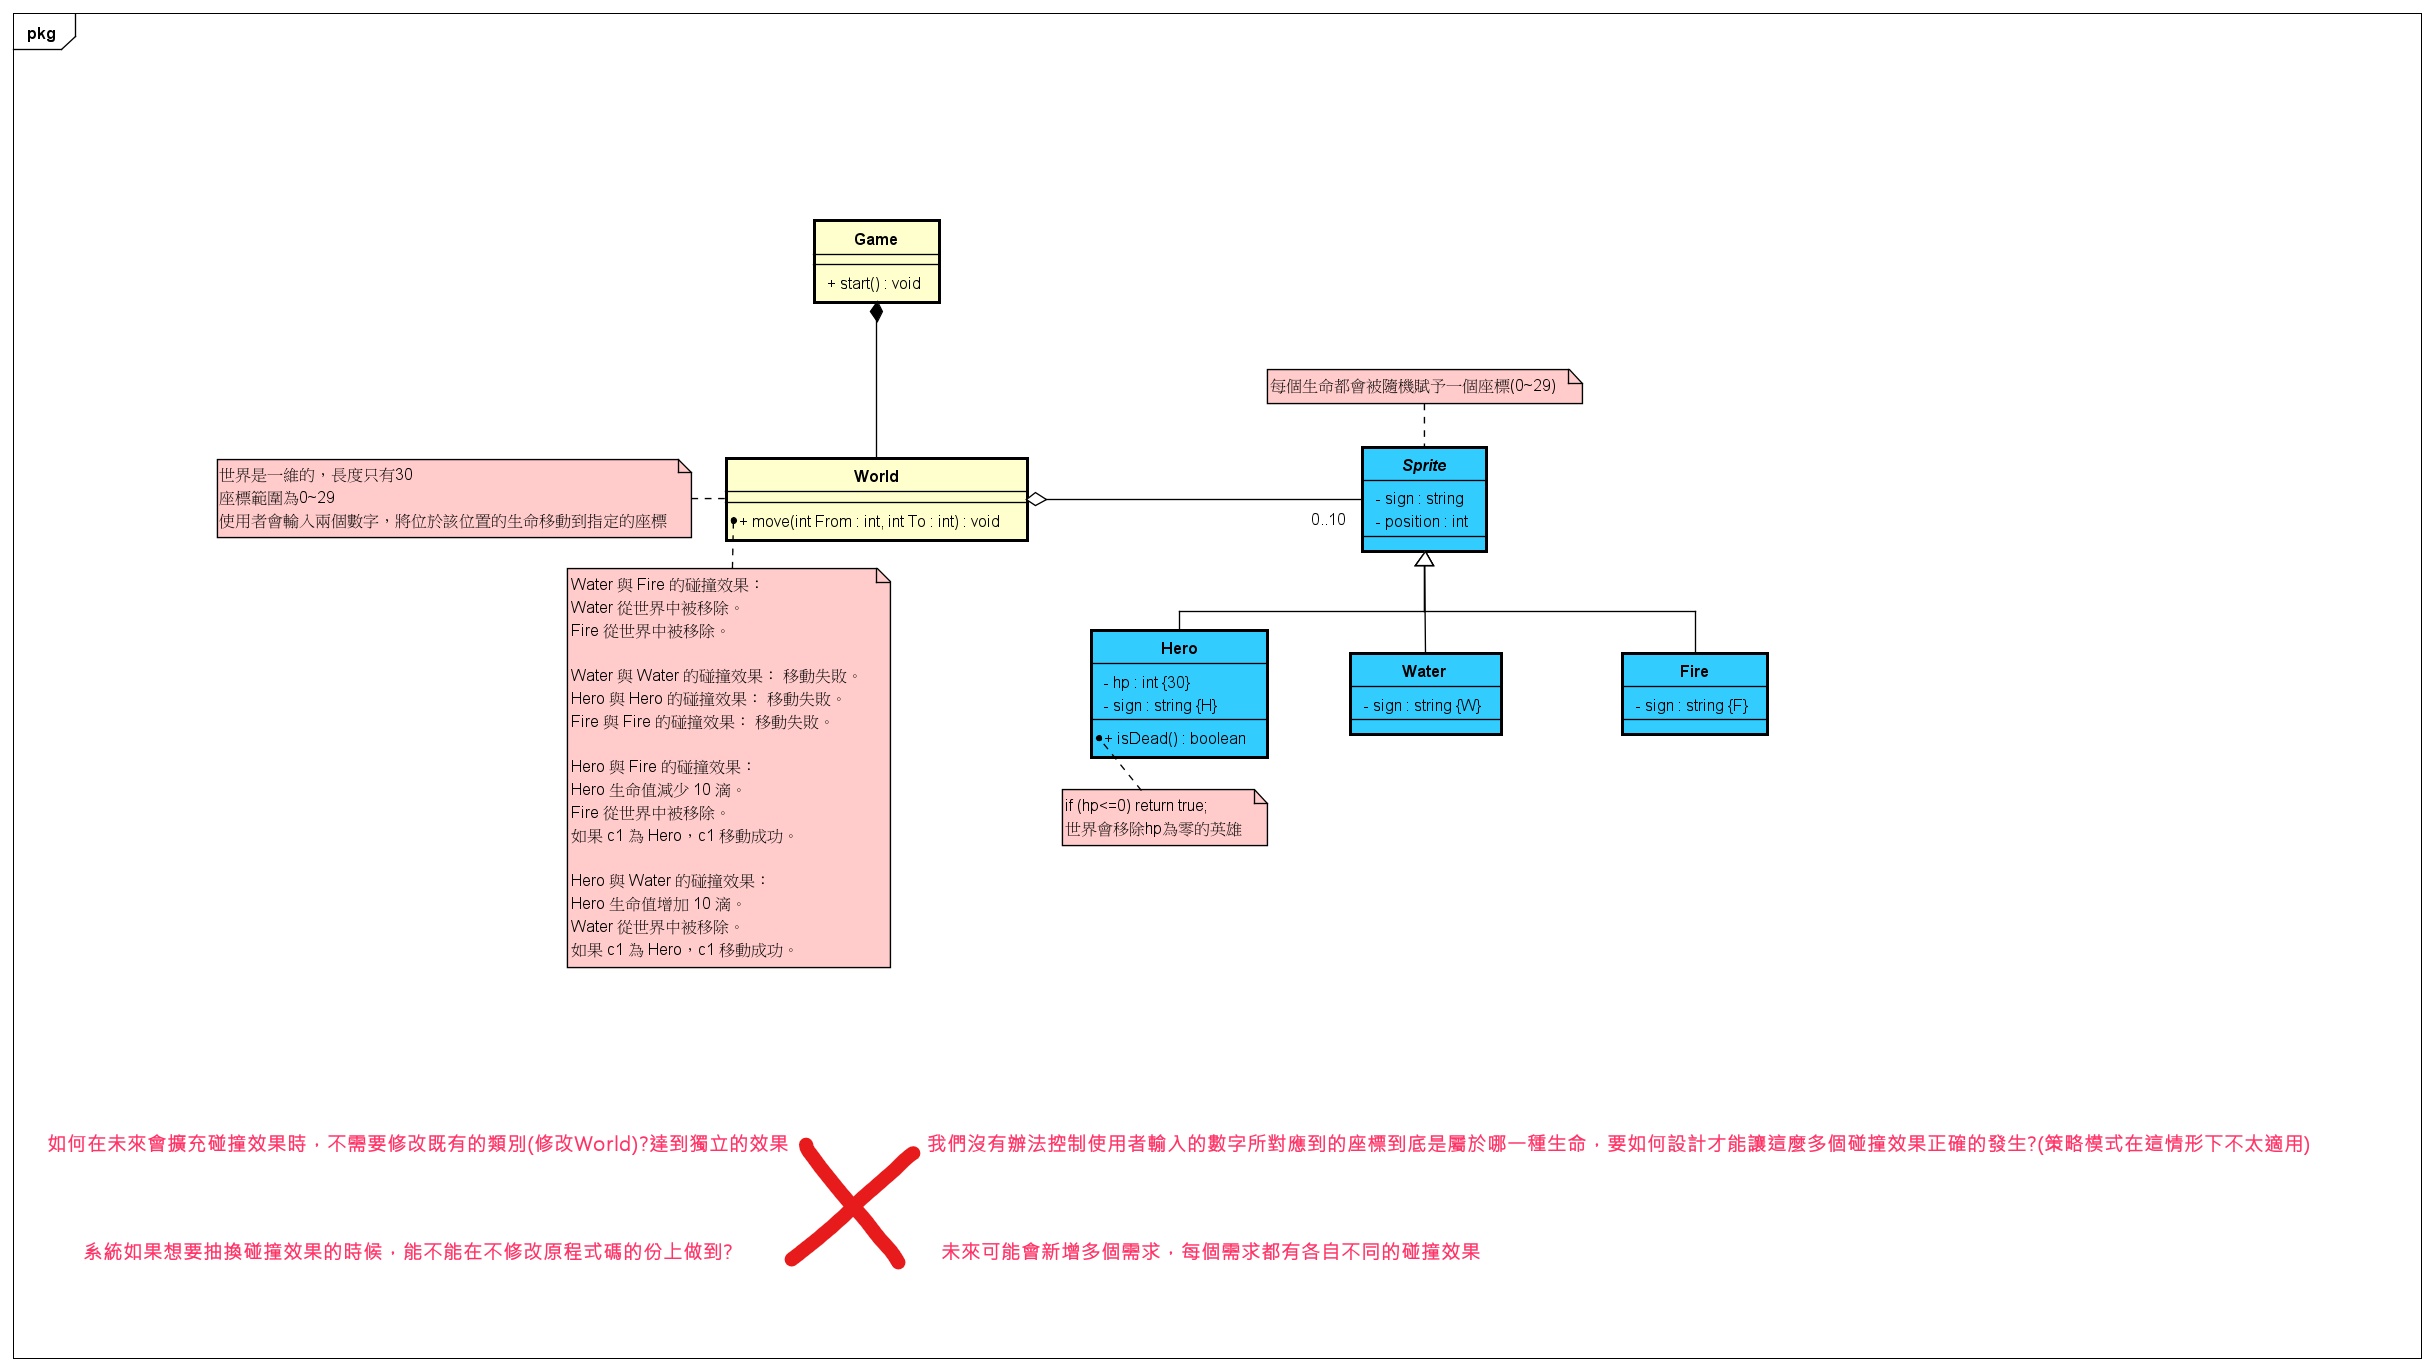 pkg
Game
+ start() : void
每個生命都會被隨機賦予一個座標(0~29)
世界是一維的，長度只有30
座標範圍為0~29
使用者會輸入兩個數字，將位於該位置的生命移動到指定的座標
World
+ move(int From : int, int To : int) : void
0..10
Sprite
- sign : string
- position : int
Water 與 Fire 的碰撞效果：
Water 從世界中被移除。
Fire 從世界中被移除。
Water 與 Water 的碰撞效果： 移動失敗。
Hero 與 Hero 的碰撞效果： 移動失敗。
Fire 與 Fire 的碰撞效果： 移動失敗。
Hero 與 Fire 的碰撞效果：
Hero 生命值減少 10 滴。
Fire 從世界中被移除。
如果 c1 為 Hero，c1 移動成功。
Hero 與 Water 的碰撞效果：
Hero 生命值增加 10 滴。
Water 從世界中被移除。
如果 c1 為 Hero，c1 移動成功。
Hero
- hp : int {30}
- sign : string {H}
+ isDead() : boolean
Water
- sign : string {W}
Fire
- sign : string {F}
if (hp<=0) return true;
世界會移除hp為零的英雄
如何在未來會擴充碰撞效果時，不需要修改既有的類別(修改World)?達到獨立的效果
我們沒有辦法控制使用者輸入的數字所對應到的座標到底是屬於哪一種生命，要如何設計才能讓這麼多個碰撞效果正確的發生?(策略模式在這情形下不太適用)
系統如果想要抽換碰撞效果的時候，能不能在不修改原程式碼的份上做到?
未來可能會新增多個需求，每個需求都有各自不同的碰撞效果